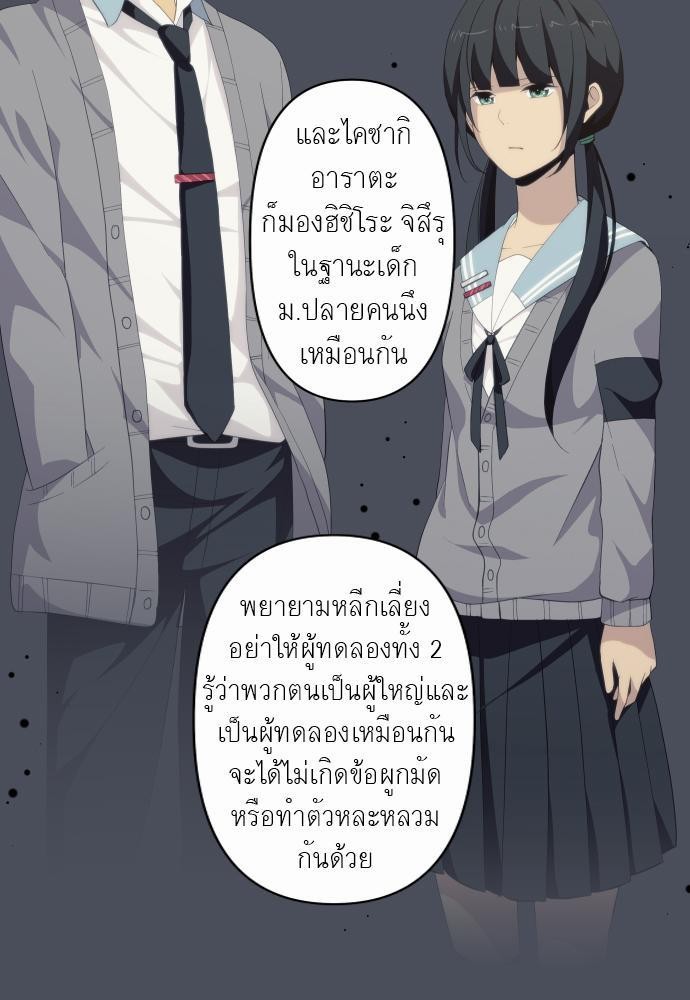 และไคซากิ
อาราตะ
ก็มองฮิชิโระ จิสึรุ
ในฐานะเด็ก
ม.ปลายคนนึง
เหมือนกัน
พยายามหลีกเลี่ยง
อย่าให้ผู้ทดลองทั้ง 2
รู้ว่าพวกตนเป็นผู้ใหญ่และ
เป็นผู้ทดลองเหมือนกัน
จะได้ไม่เกิดข้อผูกมัด
หรือทำตัวหละหลวม
กันด้วย